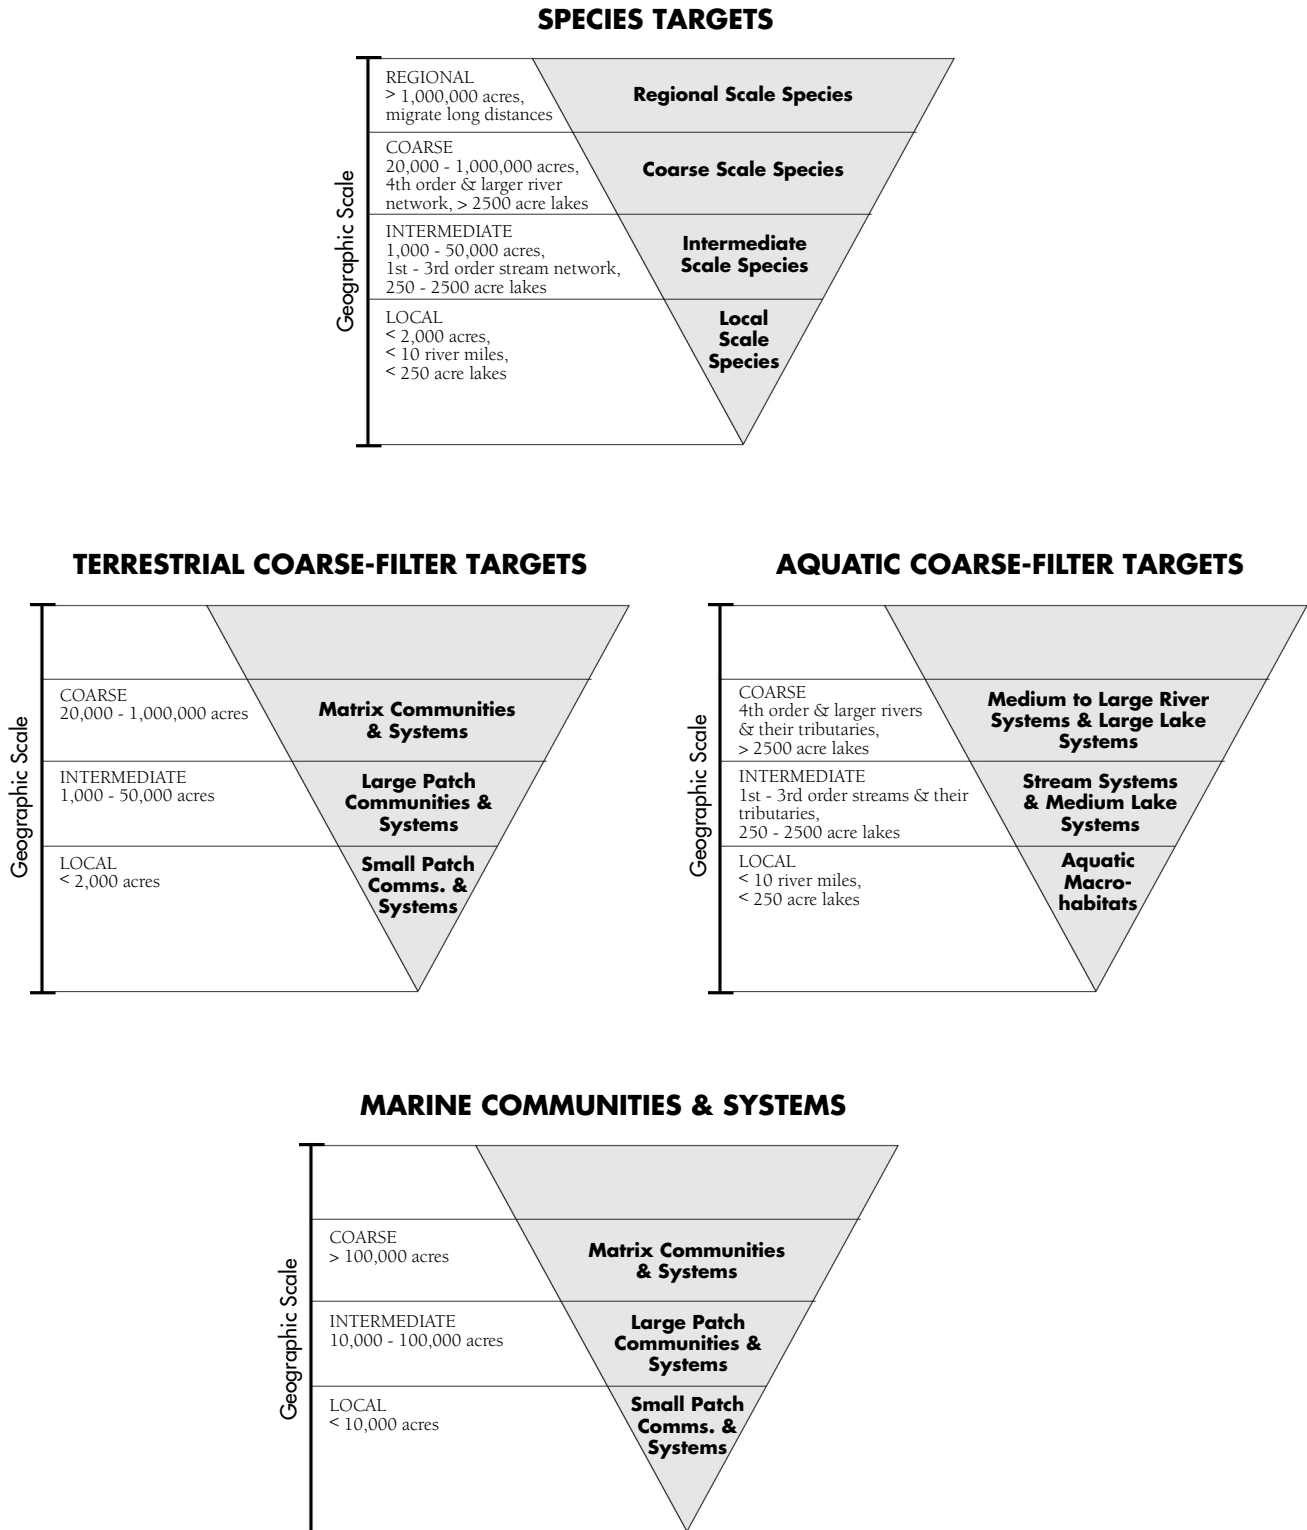 SPECIES TARGETS
Geographic Scale
REGIONAL
> 1,000,000 acres,
migrate long distances
Regional Scale Species
COARSE
20,000 - 1,000,000 acres,
4th order & larger river
network, > 2500 acre lakes
Coarse Scale Species
INTERMEDIATE
1,000 - 50,000 acres,
1st - 3rd order stream network,
250 - 2500 acre lakes
Intermediate
Scale Species
LOCAL
< 2,000 acres,
< 10 river miles,
< 250 acre lakes
Local
Scale
Species
TERRESTRIAL COARSE-FILTER TARGETS
Geographic Scale
COARSE
20,000 - 1,000,000 acres
Matrix Communities
& Systems
INTERMEDIATE
1,000 - 50,000 acres
Large Patch
Communities &
Systems
LOCAL
< 2,000 acres
Small Patch
Comms. &
Systems
AQUATIC COARSE-FILTER TARGETS
Geographic Scale
COARSE
4th order & larger rivers
& their tributaries,
> 2500 acre lakes
Medium to Large River
Systems & Large Lake
Systems
INTERMEDIATE
1st - 3rd order streams & their
tributaries,
250 - 2500 acre lakes
Stream Systems
& Medium Lake
Systems
LOCAL
< 10 river miles,
< 250 acre lakes
Aquatic
Macro-
habitats
MARINE COMMUNITIES & SYSTEMS
Geographic Scale
COARSE
> 100,000 acres
Matrix Communities
& Systems
INTERMEDIATE
10,000 - 100,000 acres
Large Patch
Communities &
Systems
LOCAL
< 10,000 acres
Small Patch
Comms. &
Systems